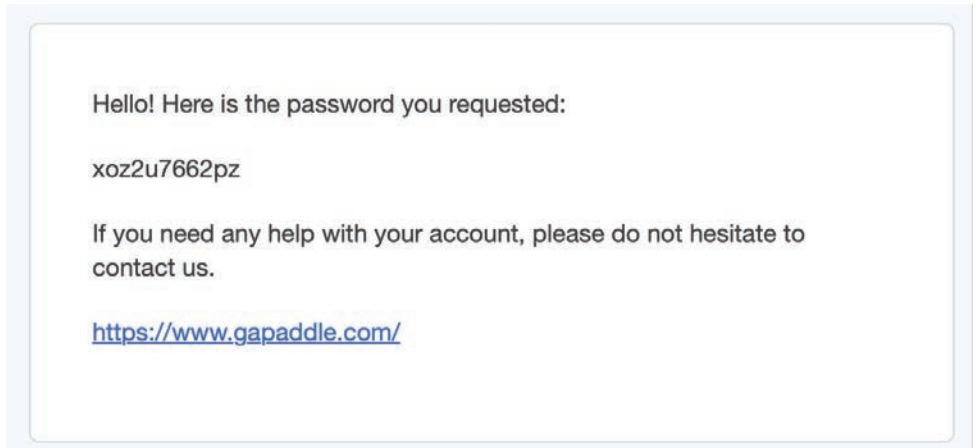 Hello! Here is the password you requested:
xoz2u7662pz
If you need any help with your account, please do not hesitate to
contact us.
https://www.gapaddle.com/